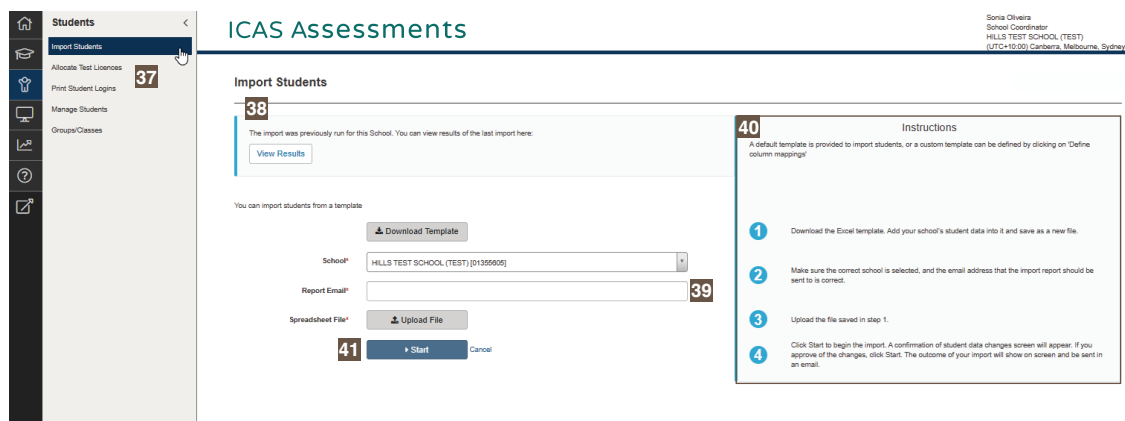 Students
Import Students
Allocate Test Licences
37
Print Student Logins
Manage Students
Groups/Classes
ICAS Assessments
Sonia Oliveira
School Coordinator
HILLS TEST SCHOOL (TEST)
(UTC+10:00) Canberra, Melbourne, Sydney
Import Students
38
The import was previously run for this School. You can view results of the last import here:
View Results
You can import students from a template
Download Template
School*
HILLS TEST SCHOOL (TEST) [01355605]
Report Email*
39
Spreadsheet File*
Upload File
41
Start
Cancel
40
Instructions
A default template is provided to import students, or a custom template can be defined by clicking on 'Define
column mappings'
1
Download the Excel template. Add your school's student data into it and save as a new file.
2
Make sure the correct school is selected, and the email address that the import report should be
sent to is correct.
3
Upload the file saved in step 1.
4
Click Start to begin the import. A confirmation of student data changes screen will appear. If you
approve of the changes, click Start. The outcome of your import will show on screen and be sent in
an email.